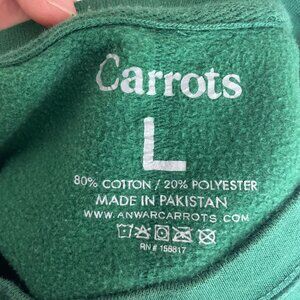 Carrots
L
80% COTTON / 20% POLYESTER
MADE IN PAKISTAN
WWW.ANWARCARROTS.COM
RN# 158817